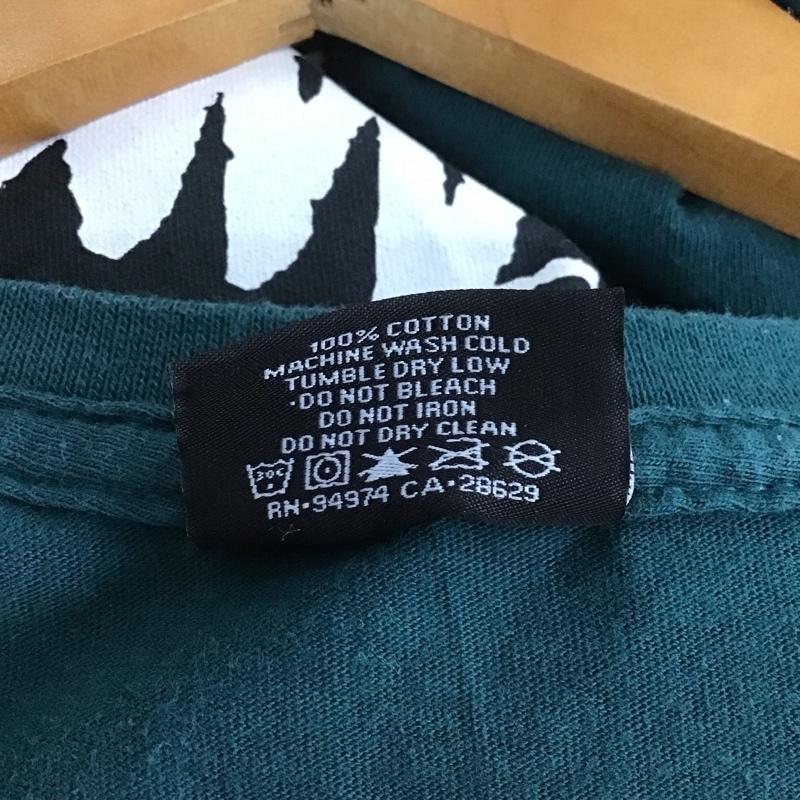 100% COTTON
MACHINE WASH COLD
TUMBLE DRY LOW
·DO NOT BLEACH
DO NOT IRON
DO NOT DRY CLEAN
30C
RN·94974 CA·28629